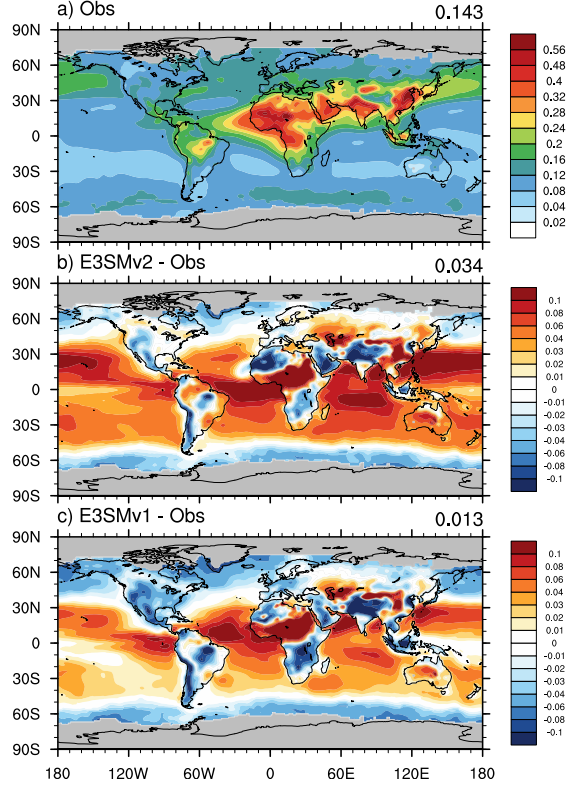 a) Obs 0.143
90N
60N
30N
0
30S
60S
90S
0.56
0.48
0.4
0.32
0.28
0.24
0.2
0.16
0.12
0.08
0.04
0.02
b) E3SMv2 - Obs 0.034
90N
60N
30N
0
30S
60S
90S
0.1
0.08
0.06
0.04
0.03
0.02
0.01
0
-0.01
-0.02
-0.03
-0.04
-0.06
-0.08
-0.1
c) E3SMv1 - Obs 0.013
90N
60N
30N
0
30S
60S
90S
0.1
0.08
0.06
0.04
0.03
0.02
0.01
0
-0.01
-0.02
-0.03
-0.04
-0.06
-0.08
-0.1
180 120W 60W 0 60E 120E 180